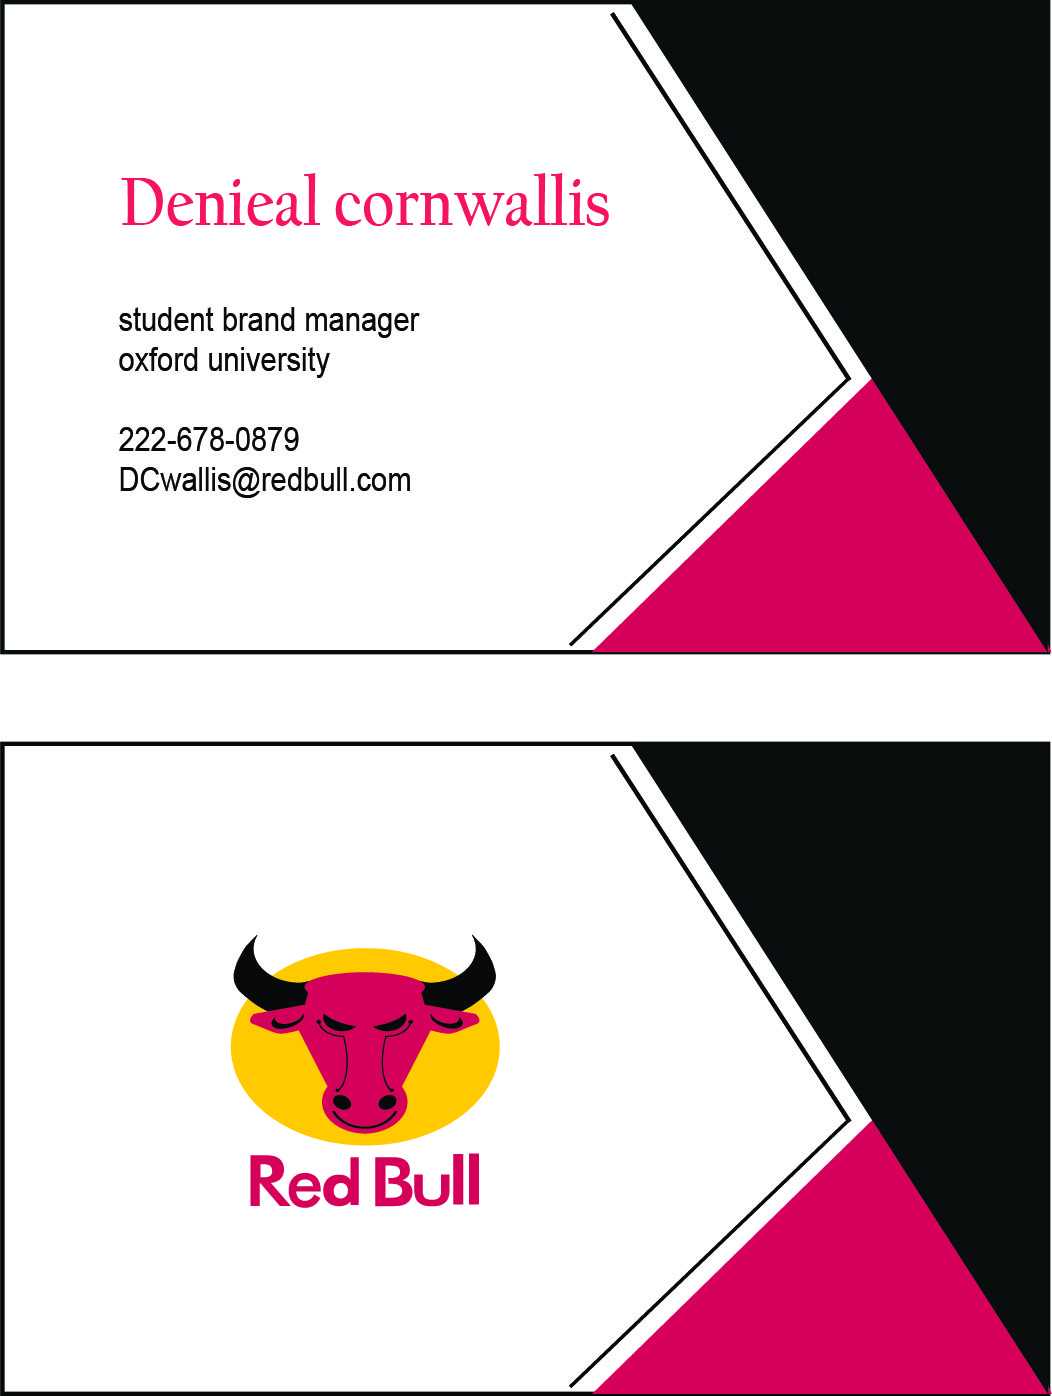 Denieal cornwallis
student brand manager
oxford university
222-678-0879
DCwallis@redbull.com
Red Bull